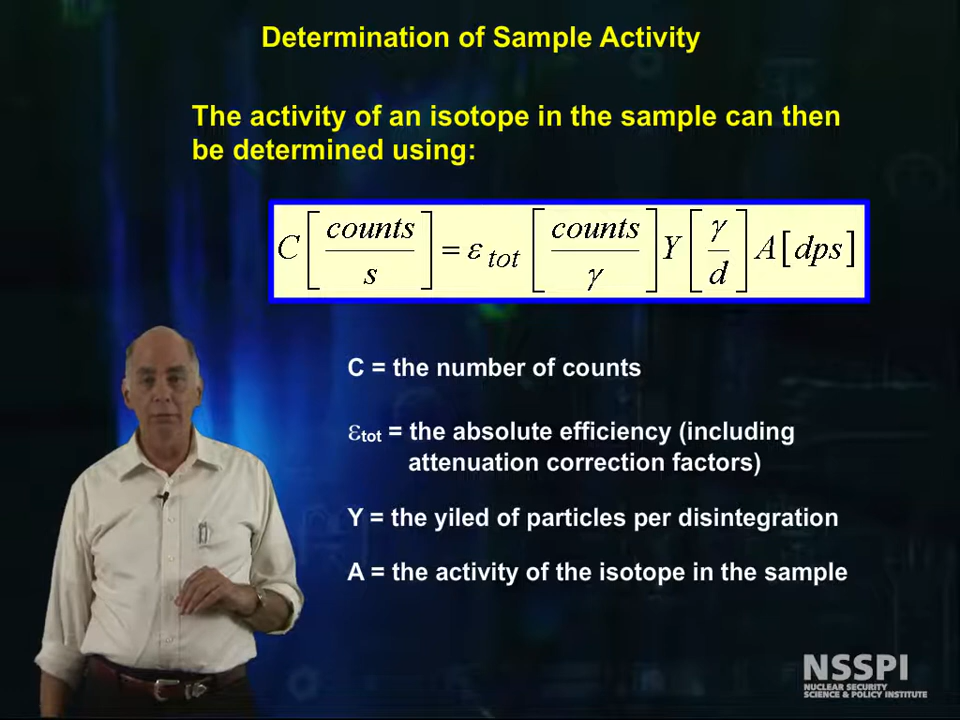 Determination of Sample Activity
The activity of an isotope in the sample can then
be determined using:
C [counts/s] = ε tot [counts/γ] Y [γ/d] A [dps]
C = the number of counts
εtot = the absolute efficiency (including
attenuation correction factors)
Y = the yiled of particles per disintegration
A = the activity of the isotope in the sample
NSSPI
NUCLEAR SECURITY
SCIENCE & POLICY INSTITUTE